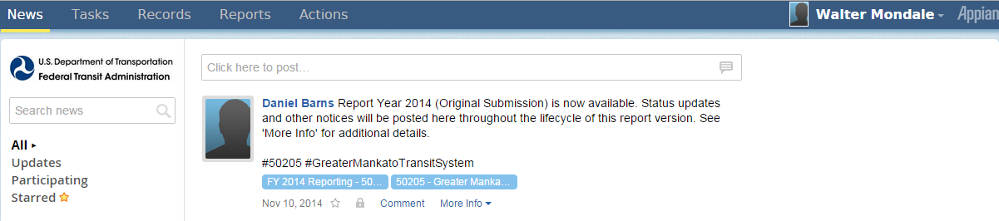 News Tasks Records Reports Actions Walter Mondale Appian
U.S. Department of Transportation
Federal Transit Administration
Search news
All
Updates
Participating
Starred
Click here to post...
Daniel Barns Report Year 2014 (Original Submission) is now available. Status updates
and other notices will be posted here throughout the lifecycle of this report version. See
'More Info' for additional details.
#50205 #GreaterMankatoTransitSystem
FY 2014 Reporting - 50... 50205 - Greater Manka...
Nov 10, 2014 Comment More Info